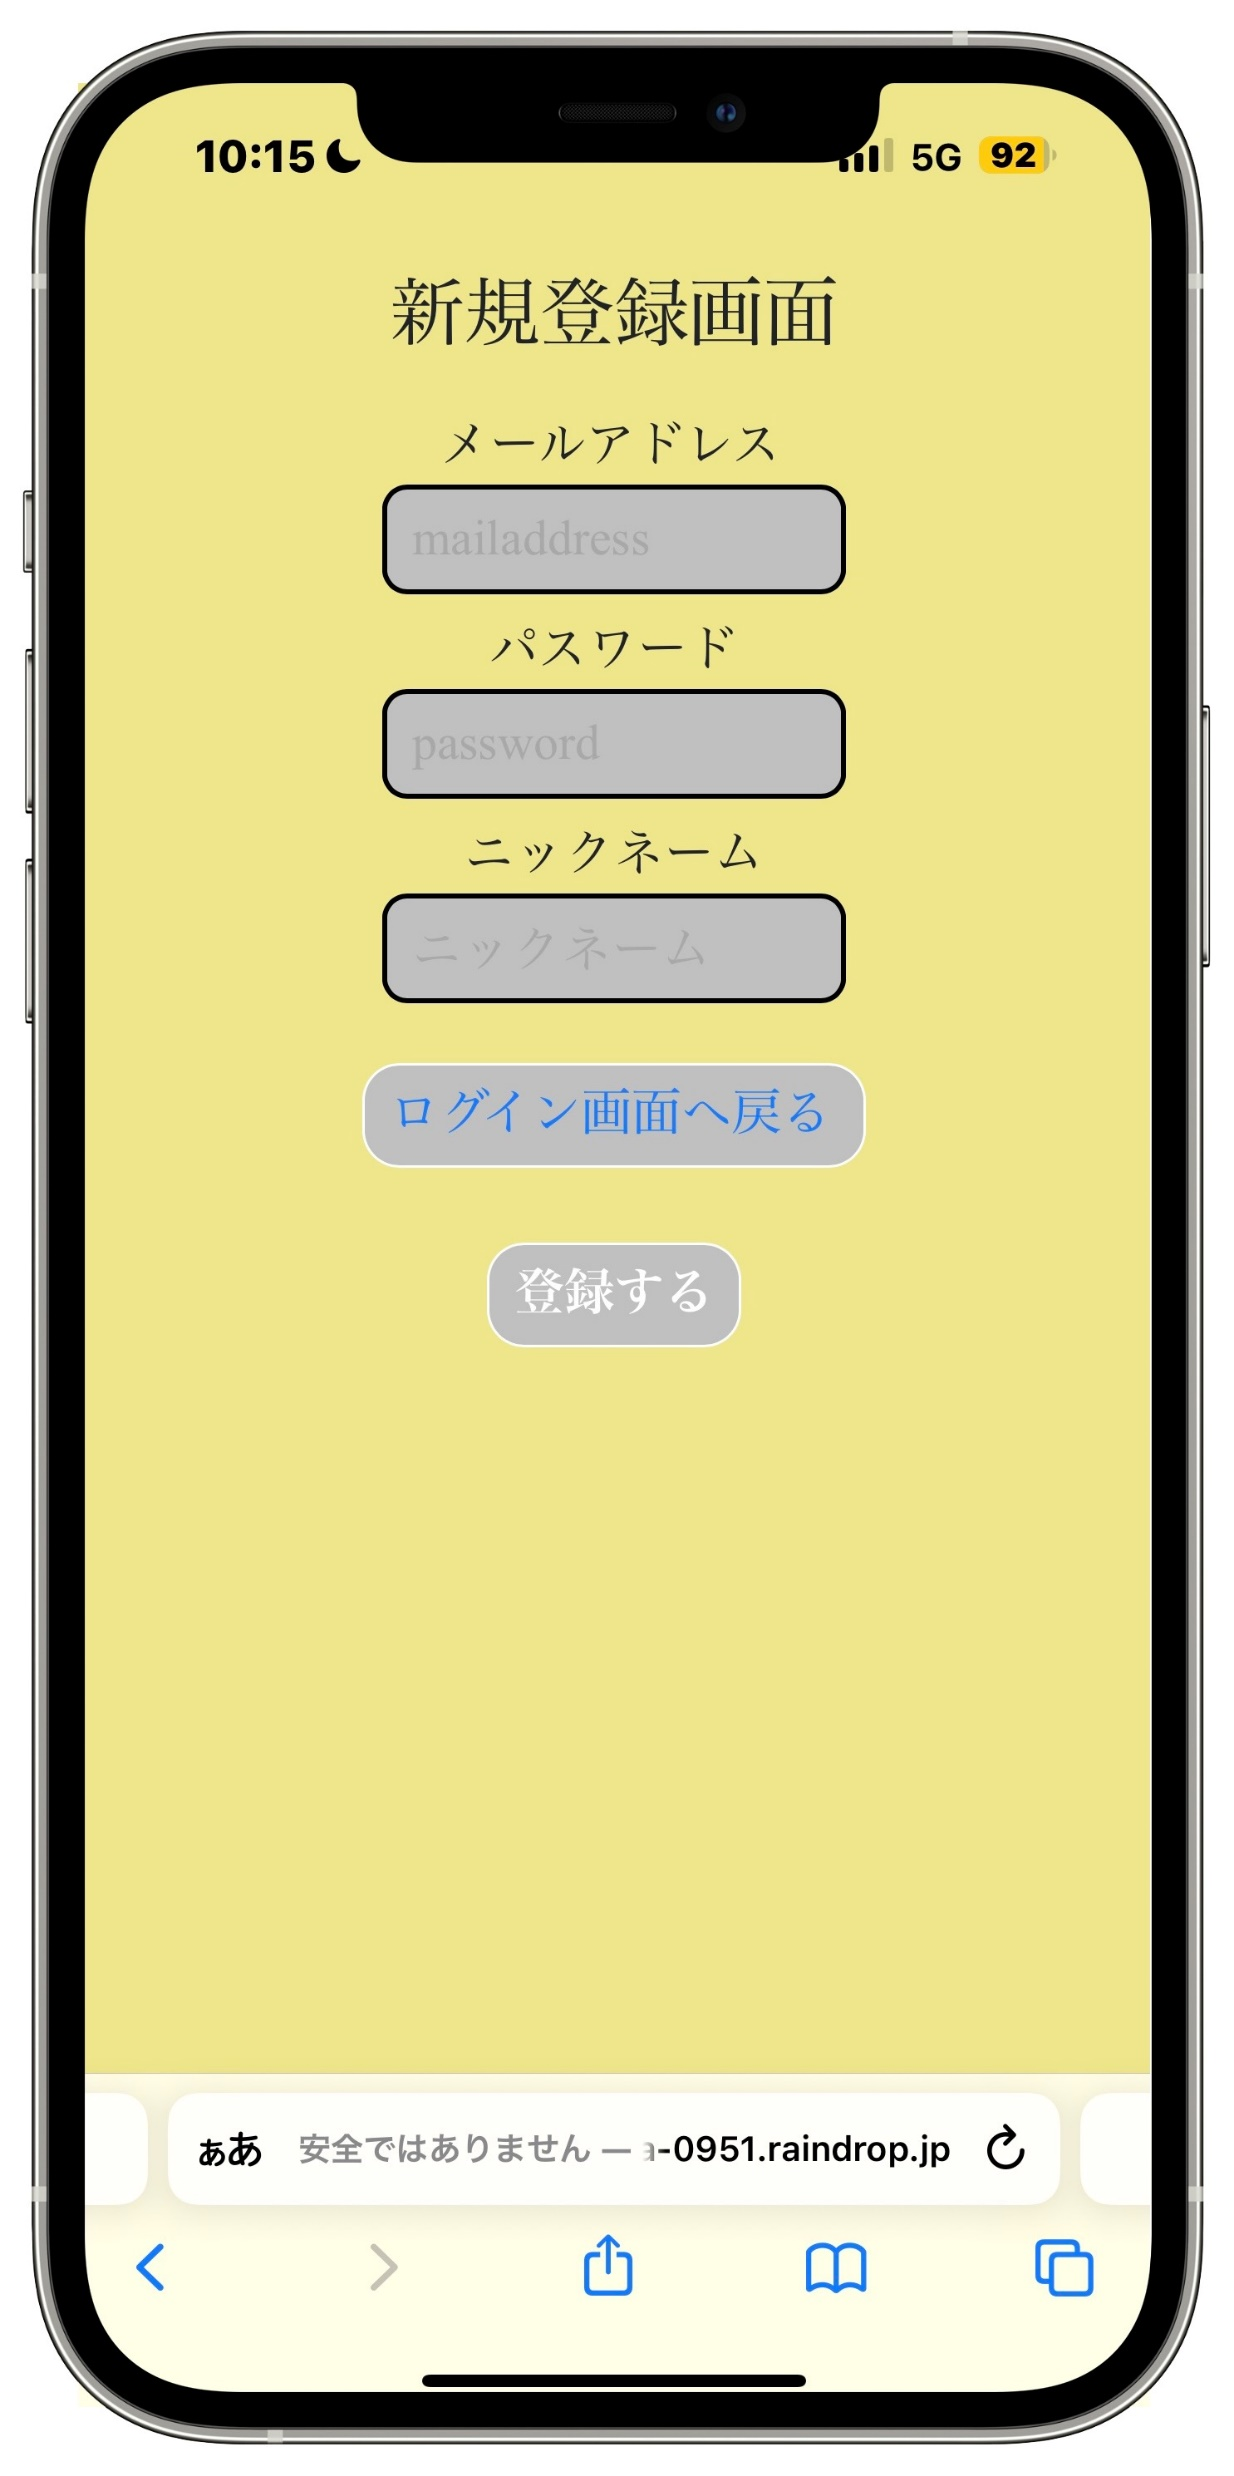 10:15 5G 92
新規登録画面
メールアドレス
mailaddress
パスワード
password
ニックネーム
ニックネーム
ログイン画面へ戻る
登録する
ぁあ 安全ではありません — -0951.raindrop.jp